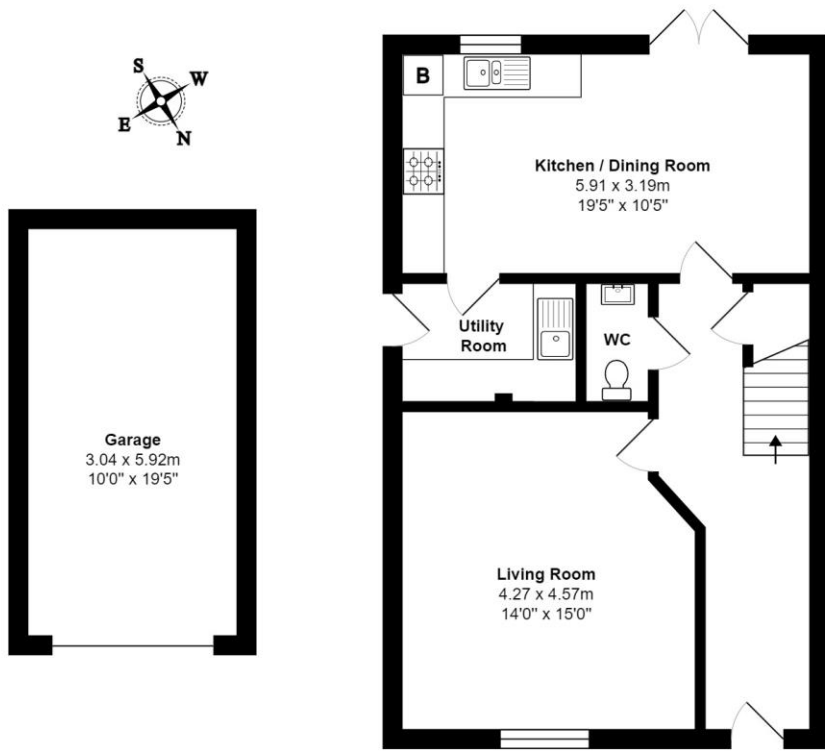 S
W
E
N
B
Kitchen / Dining Room
5.91 x 3.19m
19'5" x 10'5"
Utility
Room
WC
Garage
3.04 x 5.92m
10'0" x 19'5"
Living Room
4.27 x 4.57m
14'0" x 15'0"